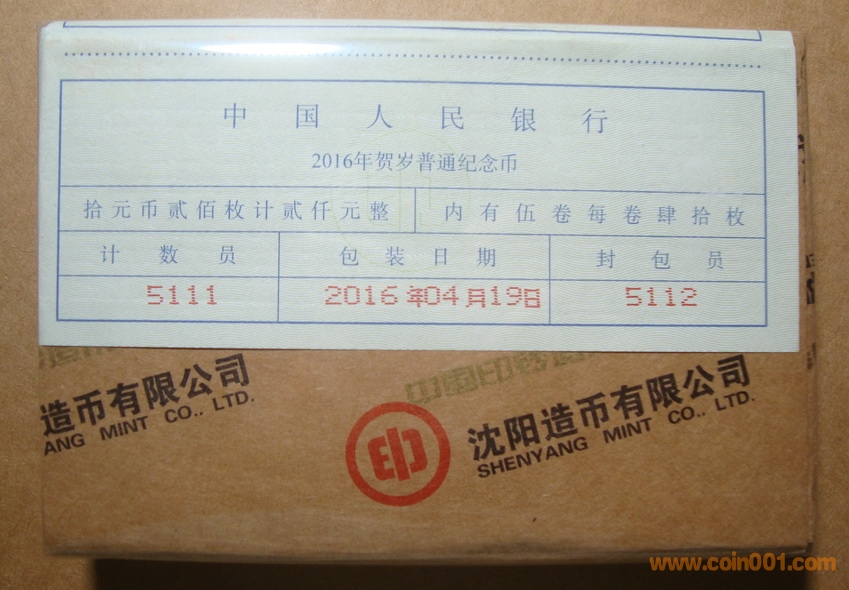 中国人民银行
2016年贺岁普通纪念币
拾元币贰佰枚计贰仟元整 内有伍卷每卷肆拾枚
计数员 包装日期 封包员
5111 2016年04月19日 5112
造币有限公司
ANG MINT CO., LTD.
沈阳造币有限公司
SHENYANG MINT CO., LTD.
www.coin001.com